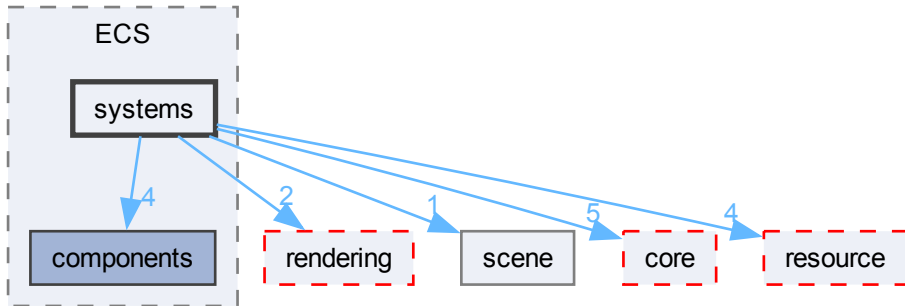 ECS
systems
4
2
1
5
4
components
rendering
scene
core
resource